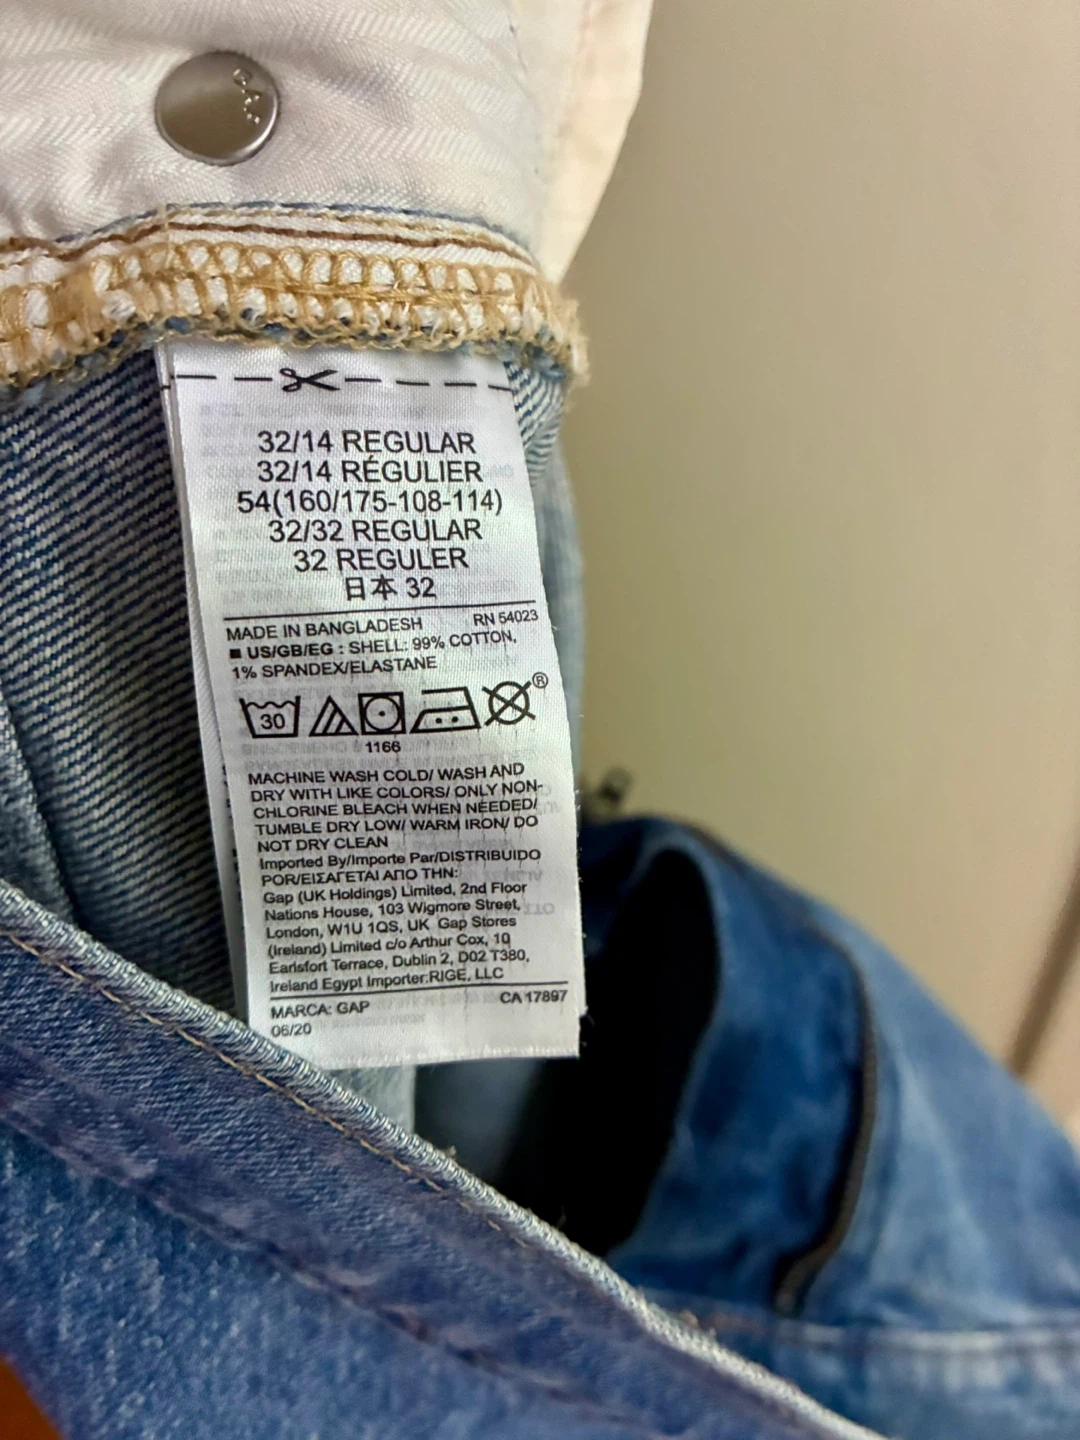 32/14 REGULAR
32/14 RÉGULIER
54(160/175-108-114)
32/32 REGULAR
32 REGULER
日本 32
MADE IN BANGLADESH RN 54023
■ US/GB/EG : SHELL: 99% COTTON,
1% SPANDEX/ELASTANE
30 ®
1166
MACHINE WASH COLD/ WASH AND
DRY WITH LIKE COLORS/ ONLY NON-
CHLORINE BLEACH WHEN NEEDED/
TUMBLE DRY LOW/ WARM IRON/ DO
NOT DRY CLEAN
Imported By/Importe Par/DISTRIBUIDO
POR/ΕΙΣΑΓΕΤΑΙ ΑΠΟ ΤΗΝ:
Gap (UK Holdings) Limited, 2nd Floor
Nations House, 103 Wigmore Street,
London, W1U 1QS, UK Gap Stores
(Ireland) Limited c/o Arthur Cox, 10
Earlsfort Terrace, Dublin 2, D02 T380,
Ireland Egypt Importer:RIGE, LLC
MARCA: GAP CA 17897
06/20